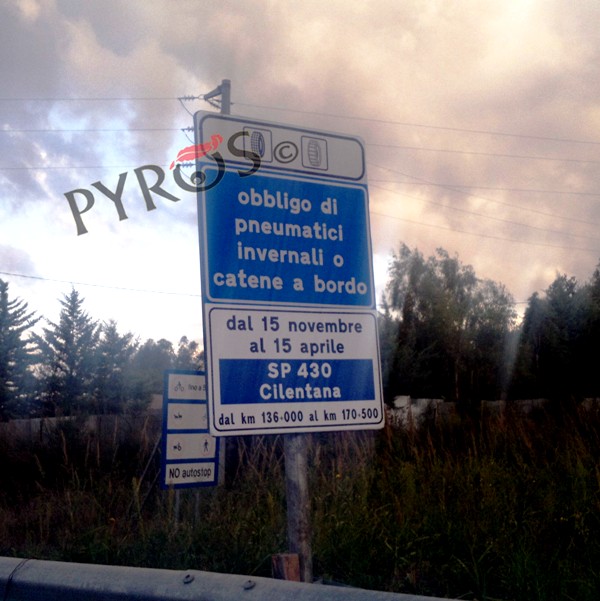 PYROS ©
obbligo di
pneumatici
invernali o
catene a bordo
dal 15 novembre
al 15 aprile
SP 430
Cilentana
dal km 136+000 al km 170+500
fino a
NO autostop